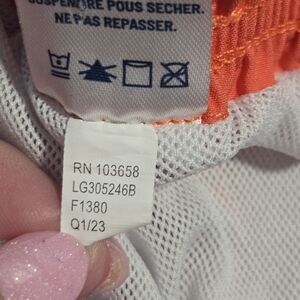 SUSPENDRE POUR SECHER.
NE PAS REPASSER.
RN 103658
LG305246B
F1380
Q1/23